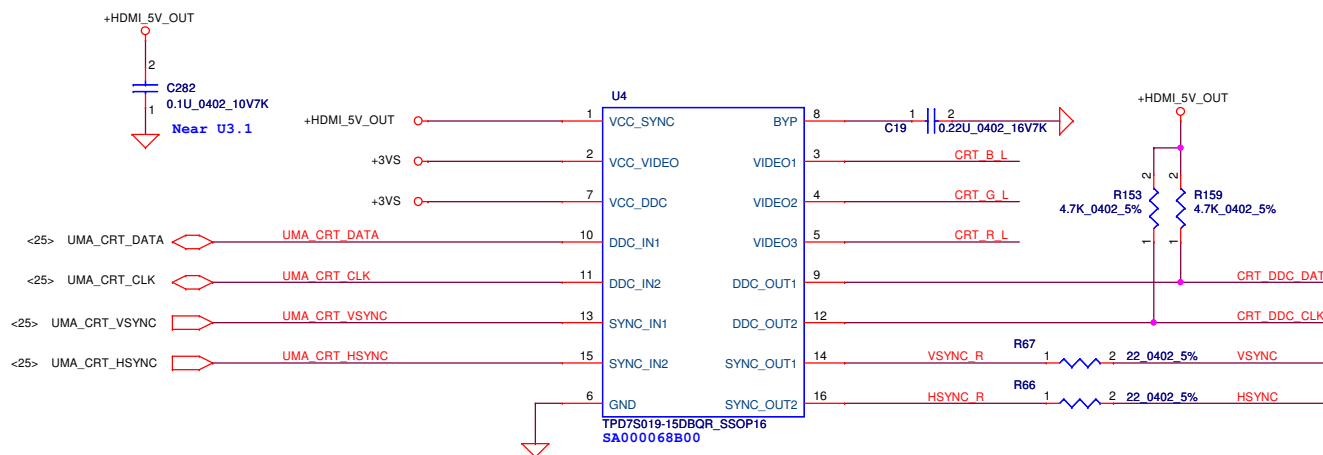 +HDMI_5V_OUT
2
C282
0.1U_0402_10V7K
1
Near U3.1
U4
+HDMI_5V_OUT
1
VCC_SYNC
BYP
8
C19
1
2
0.22U_0402_16V7K
+HDMI_5V_OUT
+3VS
2
VCC_VIDEO
VIDEO1
3
CRT_B_L
+3VS
7
VCC_DDC
VIDEO2
4
CRT_G_L
2
2
R153
4.7K_0402_5%
R159
4.7K_0402_5%
1
1
<25>
UMA_CRT_DATA
UMA_CRT_DATA
10
DDC_IN1
VIDEO3
5
CRT_R_L
<25>
UMA_CRT_CLK
UMA_CRT_CLK
11
DDC_IN2
DDC_OUT1
9
CRT_DDC_DAT
<25>
UMA_CRT_VSYNC
UMA_CRT_VSYNC
13
SYNC_IN1
DDC_OUT2
12
CRT_DDC_CLK
<25>
UMA_CRT_HSYNC
UMA_CRT_HSYNC
15
SYNC_IN2
SYNC_OUT1
14
VSYNC_R
R67
1
2
22_0402_5%
VSYNC
6
GND
SYNC_OUT2
16
HSYNC_R
R66
1
2
22_0402_5%
HSYNC
TPD7S019-15DBQR_SSOP16
SA000068B00